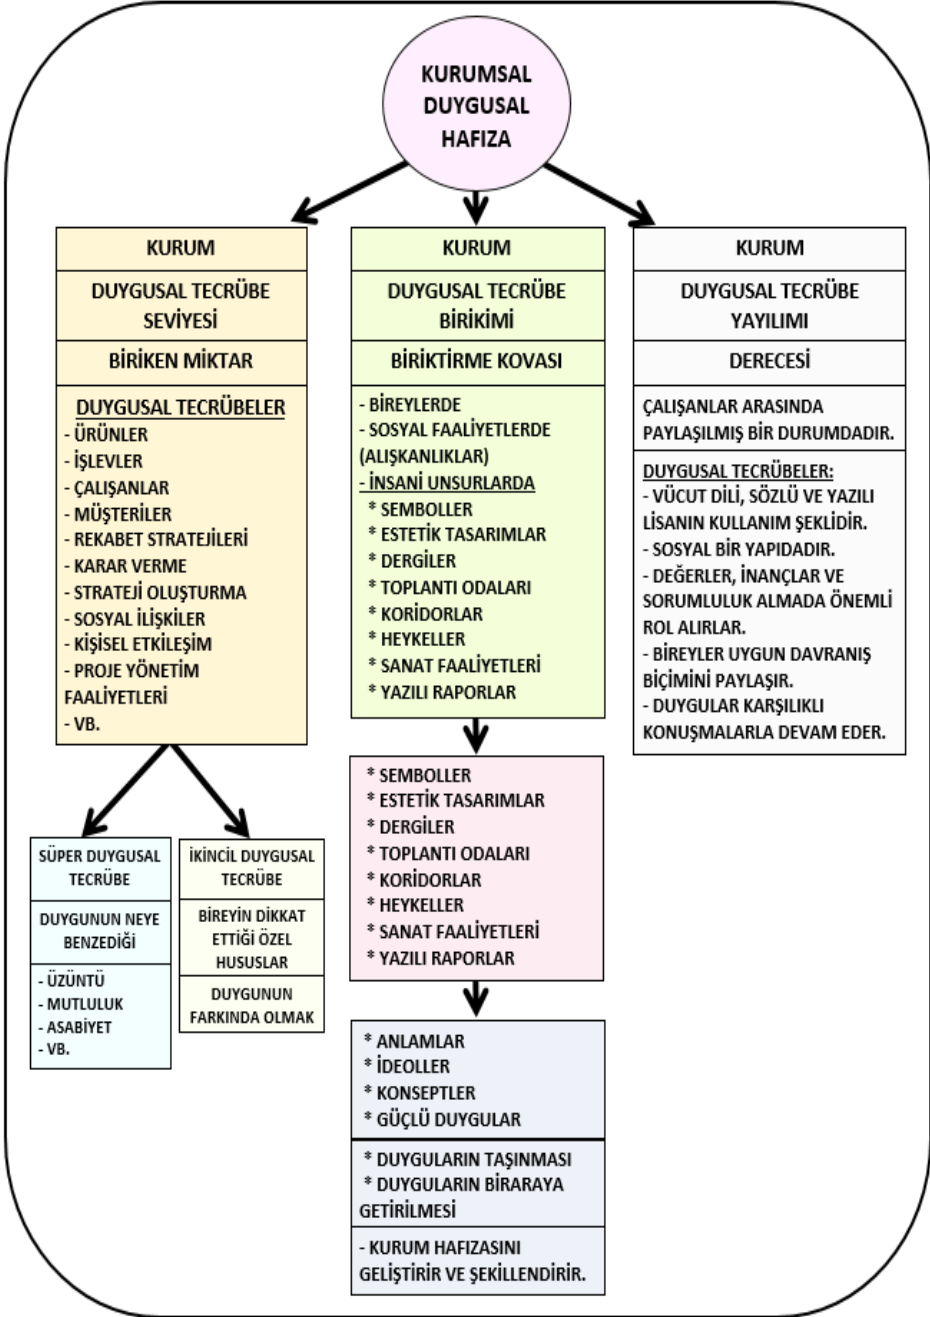 KURUMSAL
DUYGUSAL
HAFIZA
KURUM
DUYGUSAL TECRÜBE
SEVİYESİ
BİRİKEN MİKTAR
DUYGUSAL TECRÜBELER
- ÜRÜNLER
- İŞLEVLER
- ÇALIŞANLAR
- MÜŞTERİLER
- REKABET STRATEJİLERİ
- KARAR VERME
- STRATEJİ OLUŞTURMA
- SOSYAL İLİŞKİLER
- KİŞİSEL ETKİLEŞİM
- PROJE YÖNETİM
FAALİYETLERİ
- VB.
SÜPER DUYGUSAL
TECRÜBE
DUYGUNUN NEYE
BENZEDİĞİ
- ÜZÜNTÜ
- MUTLULUK
- ASABİYET
- VB.
İKİNCİL DUYGUSAL
TECRÜBE
BİREYİN DİKKAT
ETTİĞİ ÖZEL
HUSUSLAR
DUYGUNUN
FARKINDA OLMAK
KURUM
DUYGUSAL TECRÜBE
BİRİKİMİ
BİRİKTİRME KOVASI
- BİREYLERDE
- SOSYAL FAALİYETLERDE
(ALIŞKANLIKLAR)
- İNSANİ UNSURLARDA
* SEMBOLLER
* ESTETİK TASARIMLAR
* DERGİLER
* TOPLANTI ODALARI
* KORİDORLAR
* HEYKELLER
* SANAT FAALİYETLERİ
* YAZILI RAPORLAR
* SEMBOLLER
* ESTETİK TASARIMLAR
* DERGİLER
* TOPLANTI ODALARI
* KORİDORLAR
* HEYKELLER
* SANAT FAALİYETLERİ
* YAZILI RAPORLAR
* ANLAMLAR
* İDEOLLER
* KONSEPTLER
* GÜÇLÜ DUYGULAR
* DUYGULARIN TAŞINMASI
* DUYGULARIN BİRARAYA
GETİRİLMESİ
- KURUM HAFIZASINI
GELİŞTİRİR VE ŞEKİLLENDİRİR.
KURUM
DUYGUSAL TECRÜBE
YAYILIMI
DERECESİ
ÇALIŞANLAR ARASINDA
PAYLAŞILMIŞ BİR DURUMDADIR.
DUYGUSAL TECRÜBELER:
- VÜCUT DİLİ, SÖZLÜ VE YAZILI
LİSANIN KULLANIM ŞEKLİDİR.
- SOSYAL BİR YAPIDADIR.
- DEĞERLER, İNANÇLAR VE
SORUMLULUK ALMADA ÖNEMLİ
ROL ALIRLAR.
- BİREYLER UYGUN DAVRANIŞ
BİÇİMİNİ PAYLAŞIR.
- DUYGULAR KARŞILIKLI
KONUŞMALARLA DEVAM EDER.